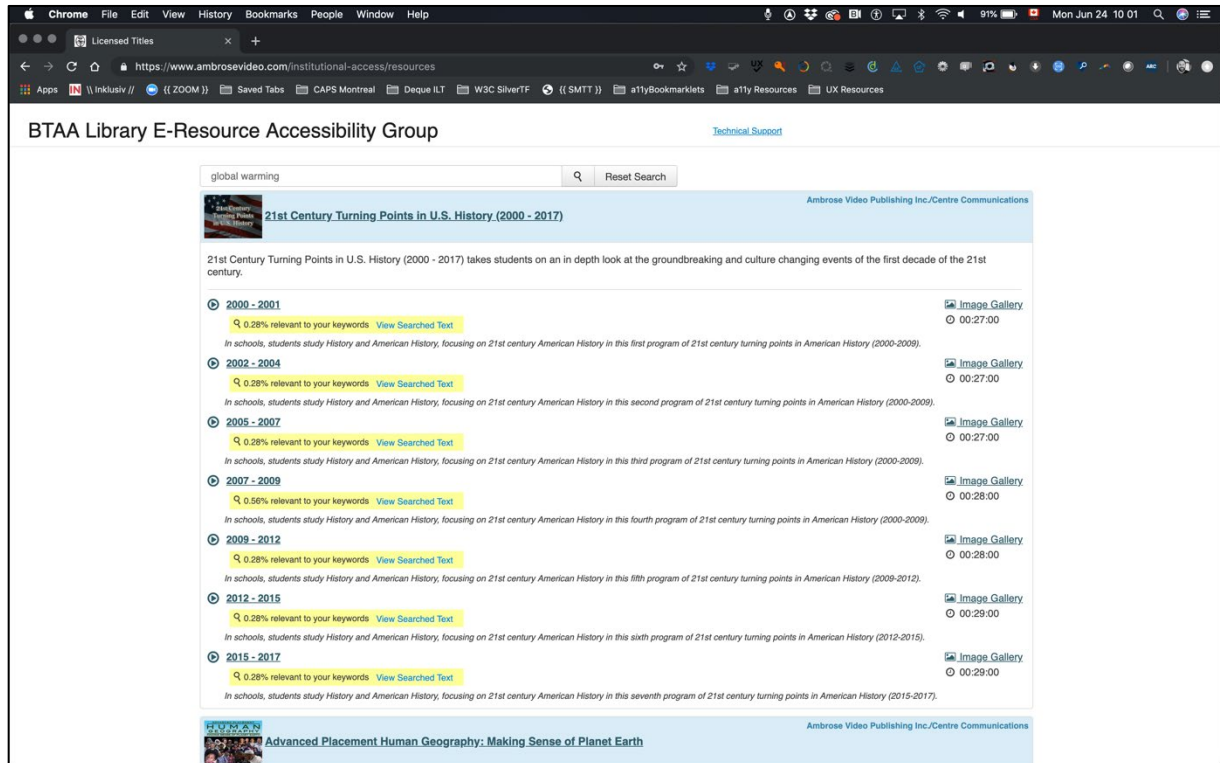 Chrome File Edit View History Bookmarks People Window Help 91% Mon Jun 24 10 01
Licensed Titles
https://www.ambrosevideo.com/institutional-access/resources
Apps \\ Inklusiv // {{ ZOOM }} Saved Tabs CAPS Montreal Deque ILT W3C SilverTF {{ SMTT }} a11yBookmarklets a11y Resources UX Resources
BTAA Library E-Resource Accessibility Group Technical Support
global warming Reset Search
Ambrose Video Publishing Inc./Centre Communications
21st Century Turning Points in U.S. History (2000 - 2017)
21st Century Turning Points in U.S. History (2000 - 2017) takes students on an in depth look at the groundbreaking and culture changing events of the first decade of the 21st
century.
2000 - 2001 Image Gallery
0.28% relevant to your keywords View Searched Text 00:27:00
In schools, students study History and American History, focusing on 21st century American History in this first program of 21st century turning points in American History (2000-2009).
2002 - 2004 Image Gallery
0.28% relevant to your keywords View Searched Text 00:27:00
In schools, students study History and American History, focusing on 21st century American History in this second program of 21st century turning points in American History (2000-2009).
2005 - 2007 Image Gallery
0.28% relevant to your keywords View Searched Text 00:27:00
In schools, students study History and American History, focusing on 21st century American History in this third program of 21st century turning points in American History (2000-2009).
2007 - 2009 Image Gallery
0.56% relevant to your keywords View Searched Text 00:28:00
In schools, students study History and American History, focusing on 21st century American History in this fourth program of 21st century turning points in American History (2000-2009).
2009 - 2012 Image Gallery
0.28% relevant to your keywords View Searched Text 00:28:00
In schools, students study History and American History, focusing on 21st century American History in this fifth program of 21st century turning points in American History (2009-2012).
2012 - 2015 Image Gallery
0.28% relevant to your keywords View Searched Text 00:29:00
In schools, students study History and American History, focusing on 21st century American History in this sixth program of 21st century turning points in American History (2012-2015).
2015 - 2017 Image Gallery
0.28% relevant to your keywords View Searched Text 00:29:00
In schools, students study History and American History, focusing on 21st century American History in this seventh program of 21st century turning points in American History (2015-2017).
Ambrose Video Publishing Inc./Centre Communications
HUMAN
GEOGRAPHY
Advanced Placement Human Geography: Making Sense of Planet Earth